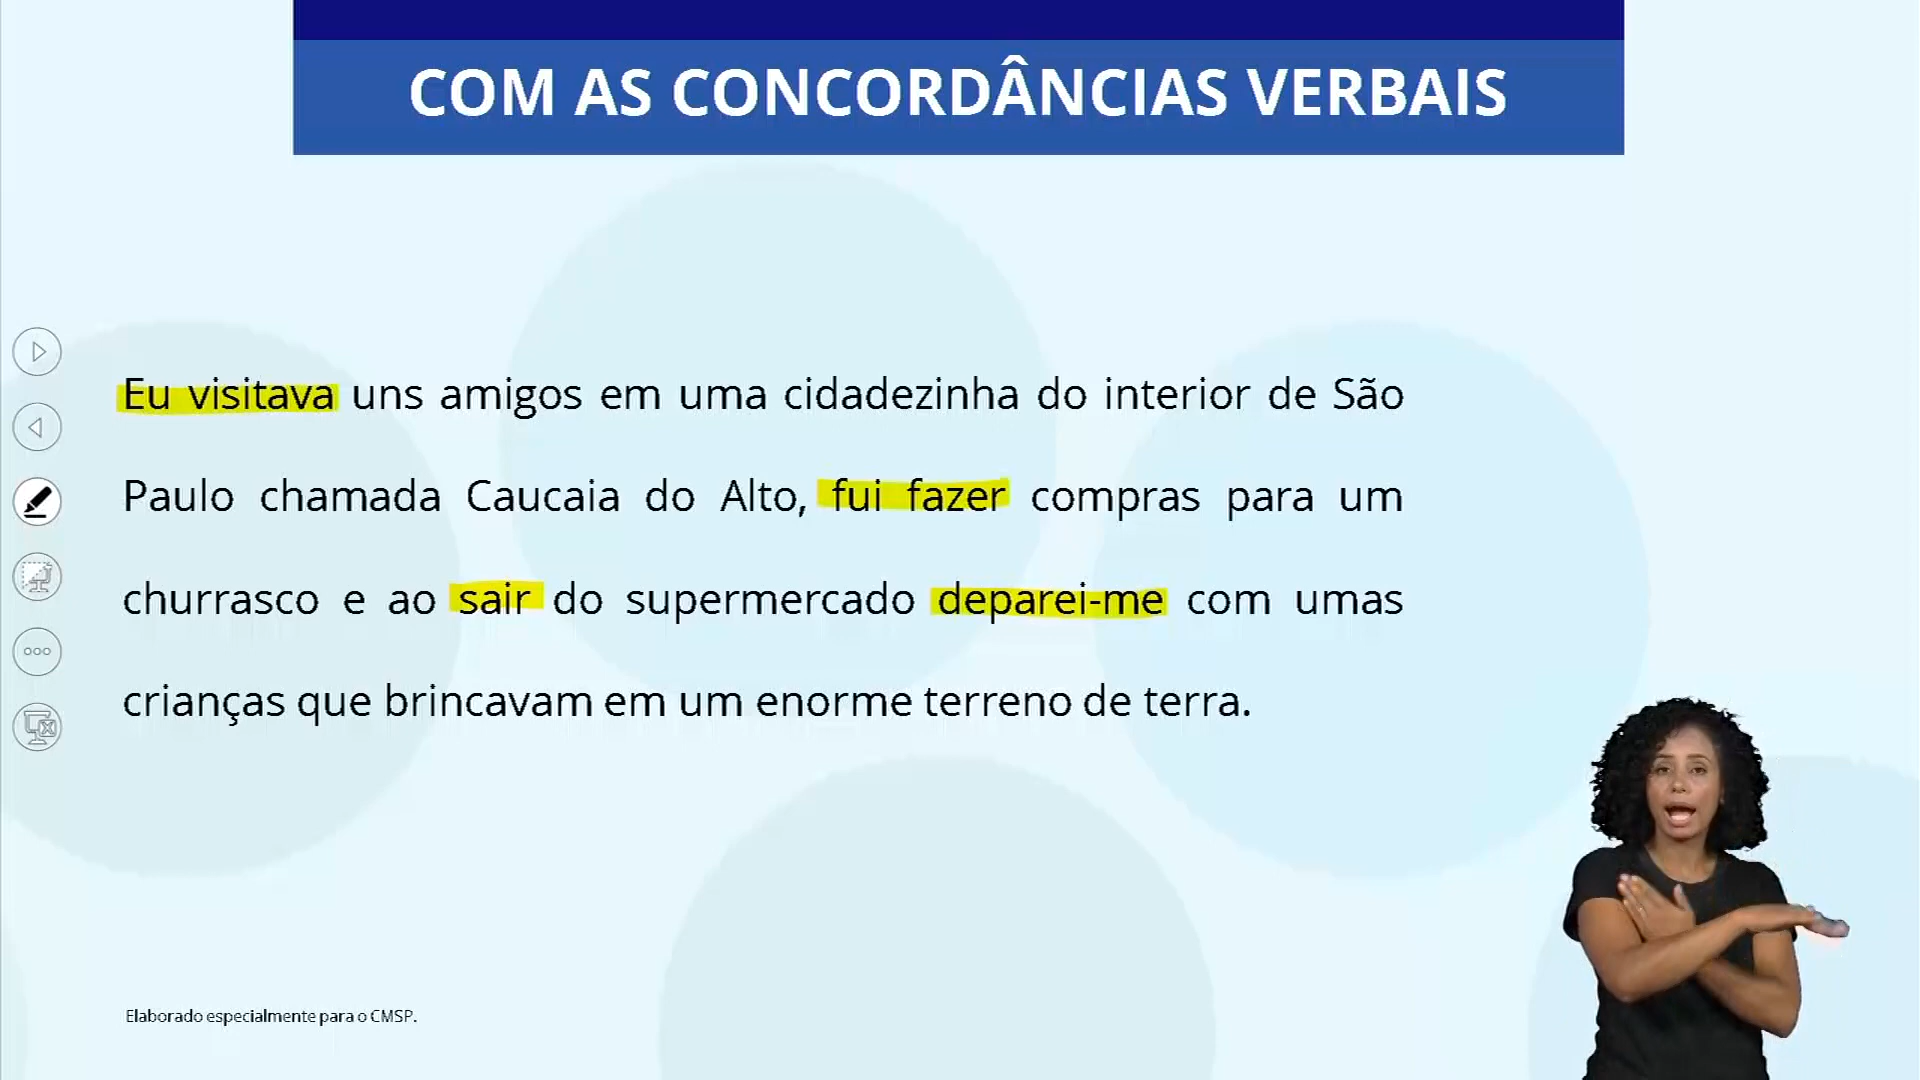 COM AS CONCORDÂNCIAS VERBAIS
Eu visitava uns amigos em uma cidadezinha do interior de São
Paulo chamada Caucaia do Alto, fui fazer compras para um
churrasco e ao sair do supermercado deparei-me com umas
crianças que brincavam em um enorme terreno de terra.
Elaborado especialmente para o CMSP.